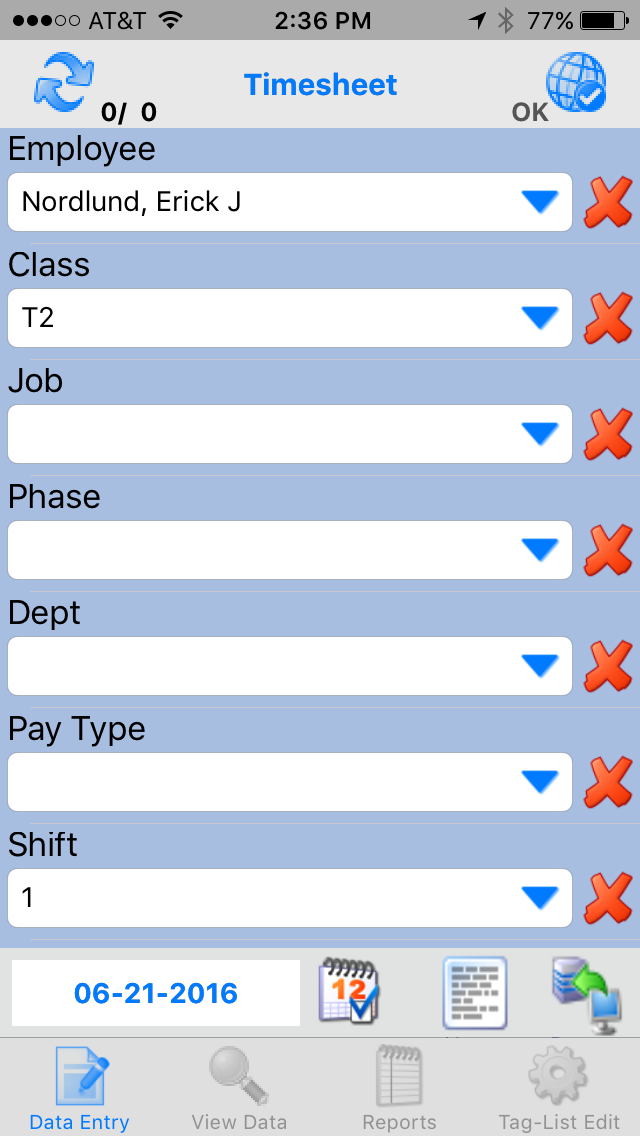 AT&T 2:36 PM 77%
Timesheet
0/ 0
OK
Employee
Nordlund, Erick J
Class
T2
Job
Phase
Dept
Pay Type
Shift
1
06-21-2016
12
Data Entry View Data Reports Tag-List Edit